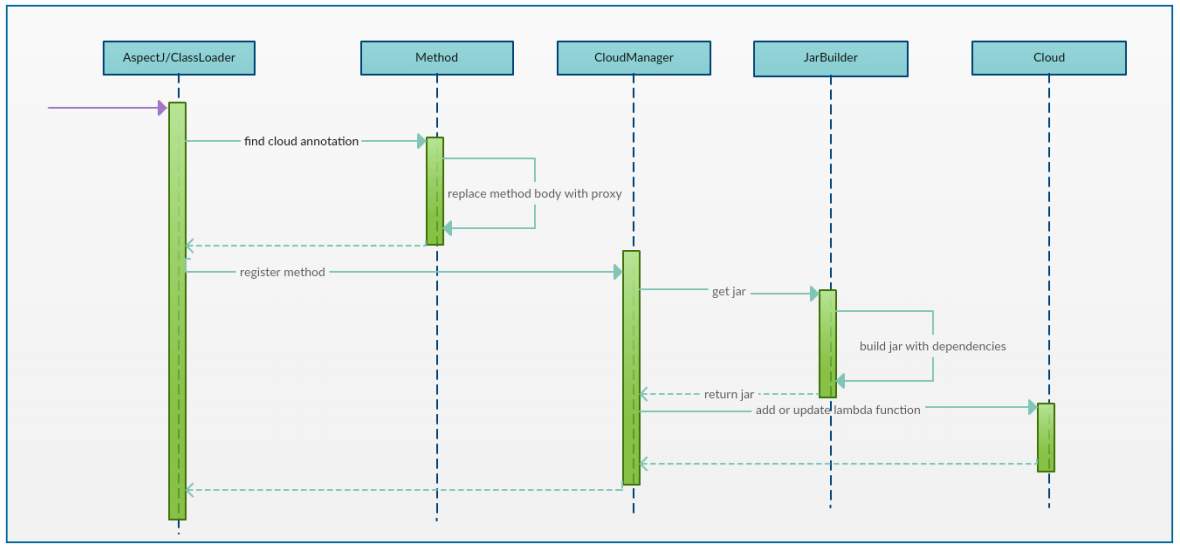 AspectJ/ClassLoader
Method
CloudManager
JarBuilder
Cloud
find cloud annotation
replace method body with proxy
register method
get jar
build jar with dependencies
return jar
add or update lambda function